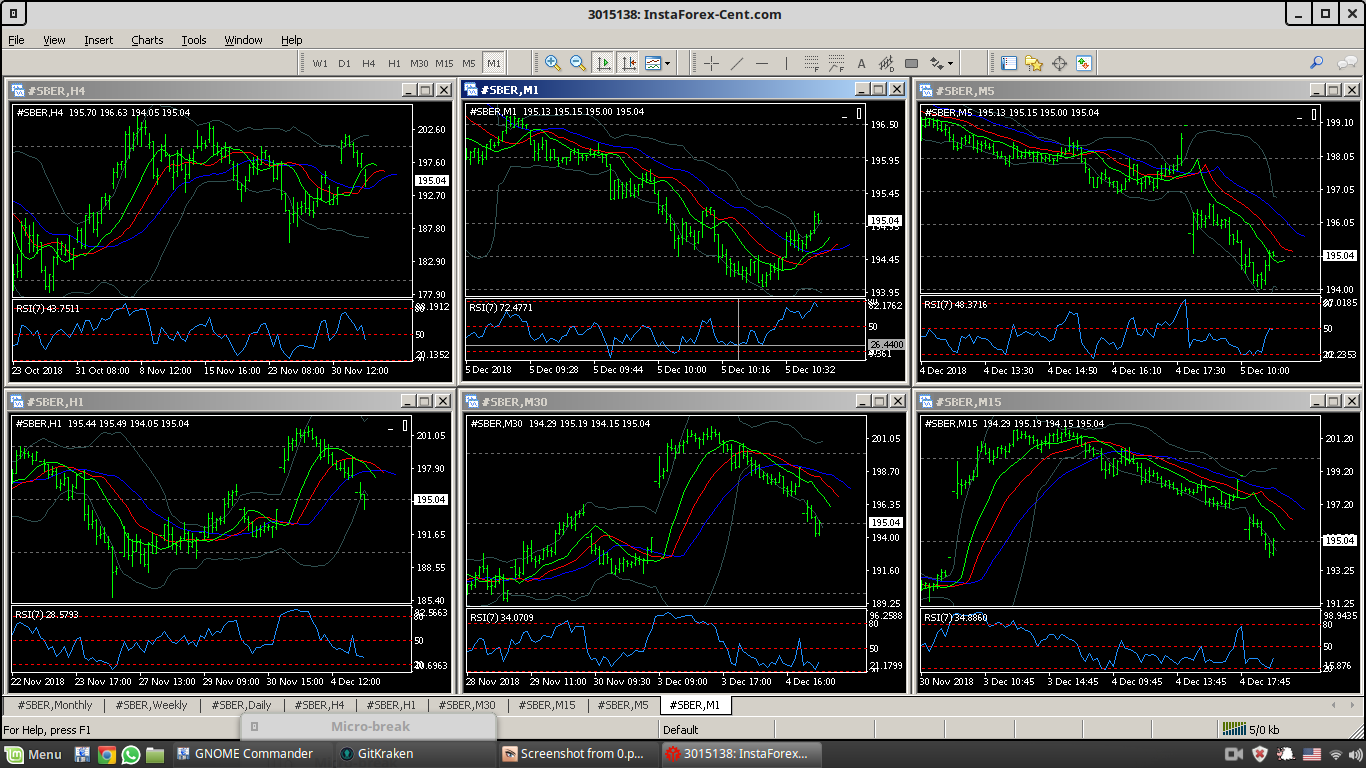 3015138: InstaForex-Cent.com
File View Insert Charts Tools Window Help
W1 D1 H4 H1 M30 M15 M5 M1
#SBER,H4
#SBER,H4 195.70 196.63 194.05 195.04
202.60
197.60
195.04
192.70
187.80
182.90
177.90
RSI(7) 43.7511
50
23 Oct 2018 31 Oct 08:00 8 Nov 12:00 15 Nov 16:00 23 Nov 08:00 30 Nov 12:00
#SBER,M1
#SBER,M1 195.13 195.15 195.00 195.04
196.50
195.95
195.45
195.04
194.45
193.95
RSI(7) 72.4771
82.1762
50
26.4400
5 Dec 2018 5 Dec 09:28 5 Dec 09:44 5 Dec 10:00 5 Dec 10:16 5 Dec 10:32
#SBER,M5
#SBER,M5 195.13 195.15 195.00 195.04
199.10
198.05
197.05
196.05
195.04
194.00
RSI(7) 48.3716
50
4 Dec 2018 4 Dec 13:30 4 Dec 14:50 4 Dec 16:10 4 Dec 17:30 5 Dec 10:00
#SBER,H1
#SBER,H1 195.44 195.49 194.05 195.04
201.05
197.90
195.04
191.65
188.55
185.40
RSI(7) 28.5793
80
50
22 Nov 2018 23 Nov 17:00 27 Nov 13:00 29 Nov 09:00 30 Nov 15:00 4 Dec 12:00
#SBER,M30
#SBER,M30 194.29 195.19 194.15 195.04
201.05
198.70
196.35
195.04
194.00
191.60
189.25
RSI(7) 34.0709
96.2588
80
50
28 Nov 2018 29 Nov 11:00 30 Nov 09:30 3 Dec 09:00 3 Dec 17:00 4 Dec 16:00
#SBER,M15
#SBER,M15 194.29 195.19 194.15 195.04
201.20
199.20
197.20
195.04
193.25
191.25
RSI(7) 34.8860
98.9435
80
50
30 Nov 2018 3 Dec 10:45 3 Dec 14:45 4 Dec 09:45 4 Dec 13:45 4 Dec 17:45
#SBER,Monthly #SBER,Weekly #SBER,Daily #SBER,H4 #SBER,H1 #SBER,M30 #SBER,M15 #SBER,M5 #SBER,M1
Micro-break
For Help, press F1 Default 5/0 kb
Menu GNOME Commander GitKraken Screenshot from 0.p... 3015138: InstaForex...